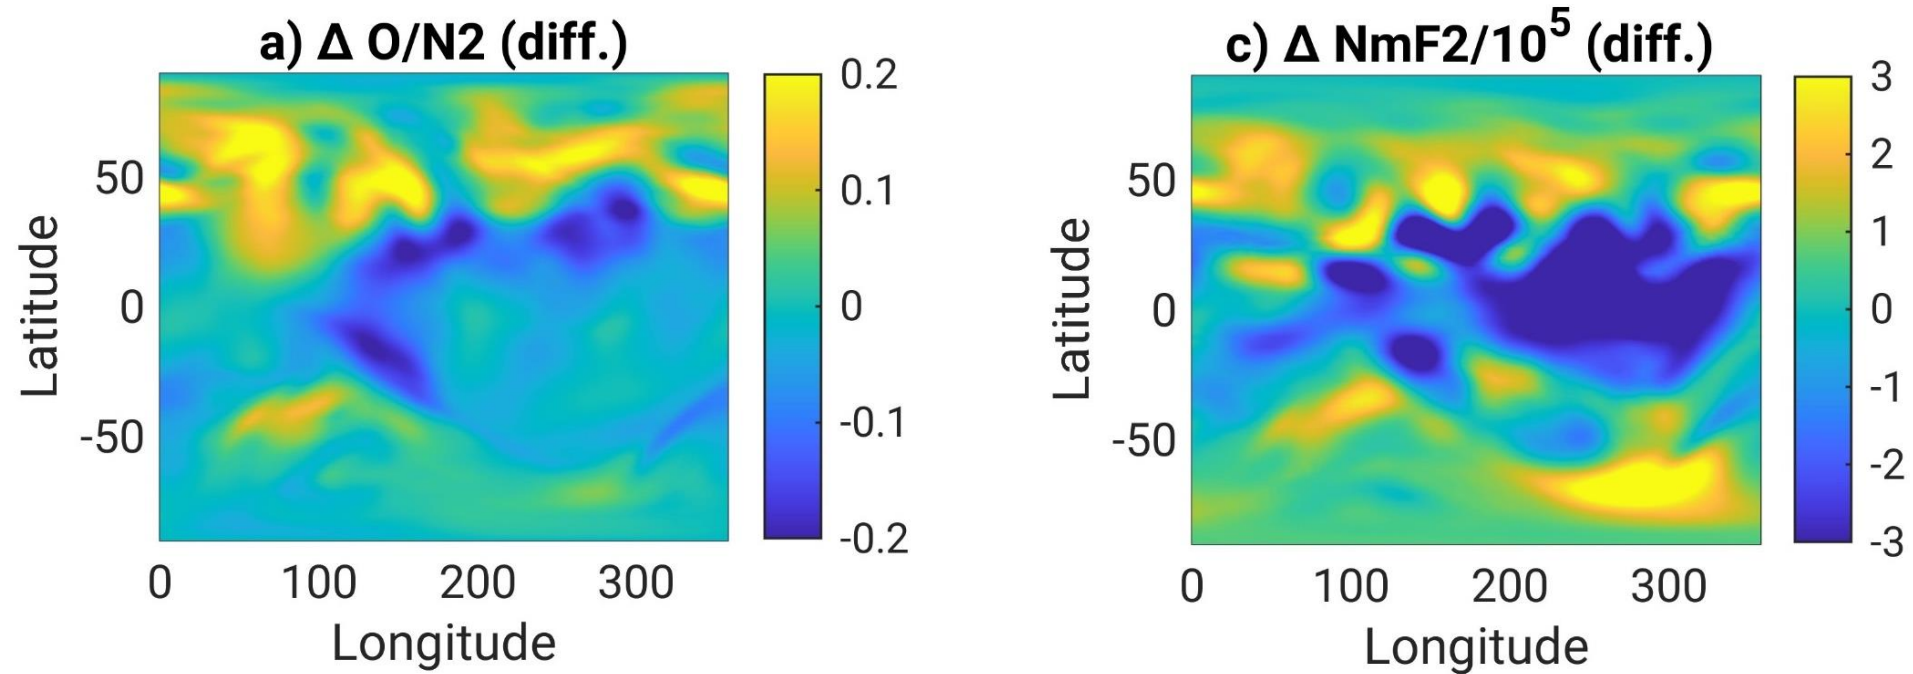 a) Δ O/N2 (diff.)
0.2
0.1
0
-0.1
-0.2
50
0
-50
Latitude
0 100 200 300
Longitude
c) Δ NmF2/10⁵ (diff.)
3
2
1
0
-1
-2
-3
50
0
-50
Latitude
0 100 200 300
Longitude